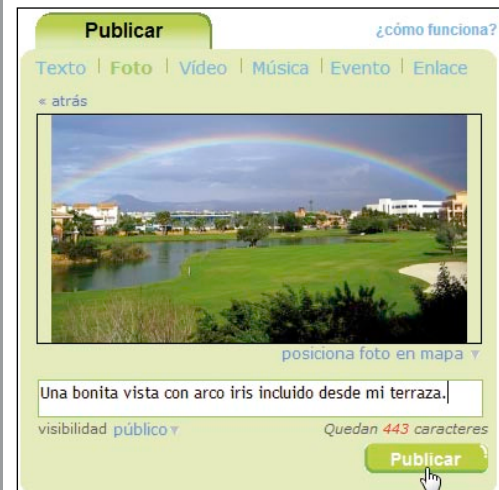 Publicar
¿cómo funciona?
Texto | Foto | Vídeo | Música | Evento | Enlace
« atrás
posiciona foto en mapa ▼
Una bonita vista con arco iris incluido desde mi terraza.
visibilidad público ▼ Quedan 443 caracteres
Publicar